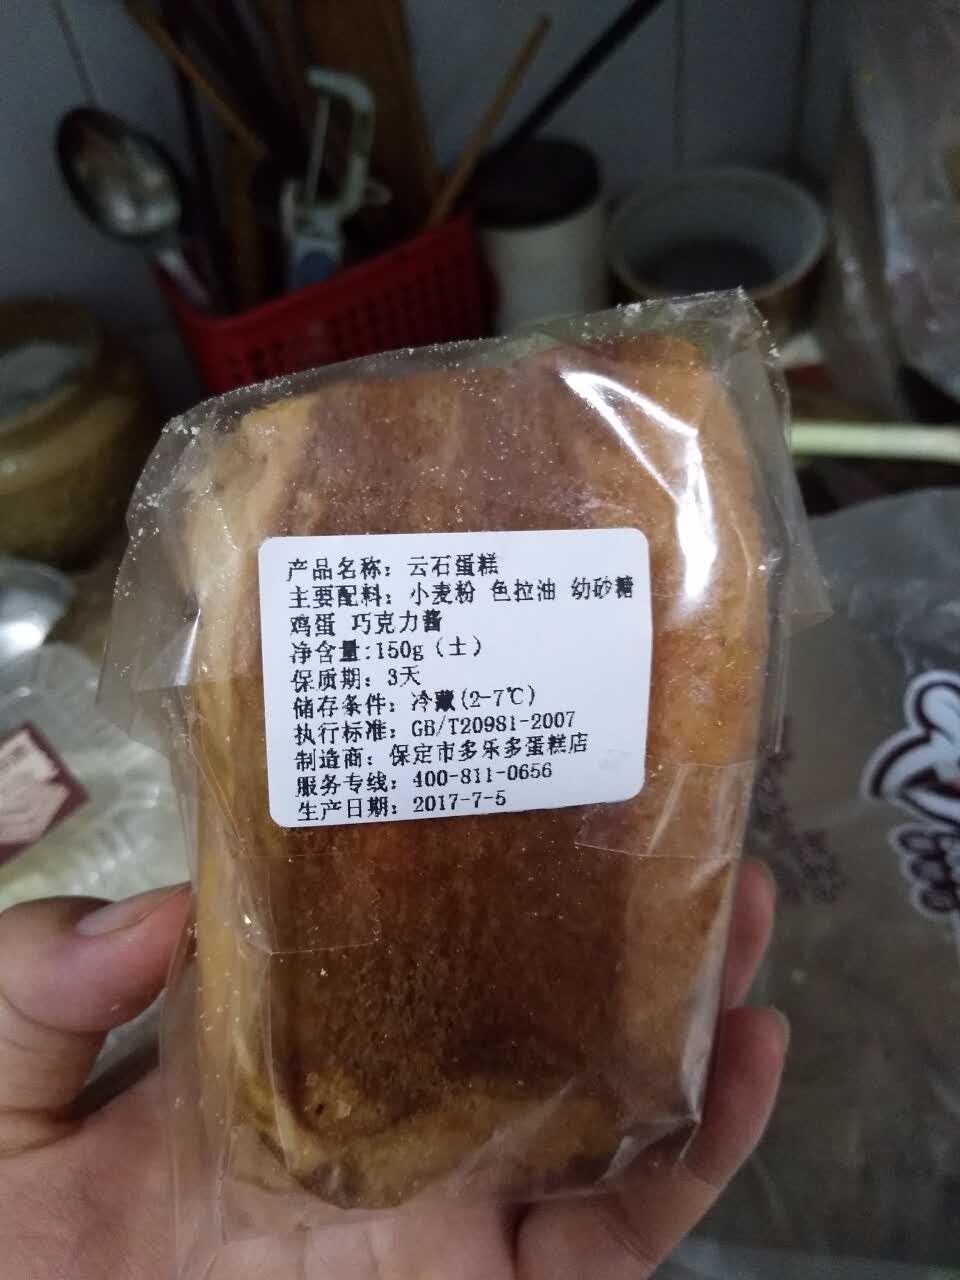 产品名称：云石蛋糕
主要配料：小麦粉 色拉油 幼砂糖
鸡蛋 巧克力酱
净含量:150g（土）
保质期：3天
储存条件：冷藏(2-7℃)
执行标准：GB/T20981-2007
制造商：保定市多乐多蛋糕店
服务专线：400-811-0656
生产日期：2017-7-5